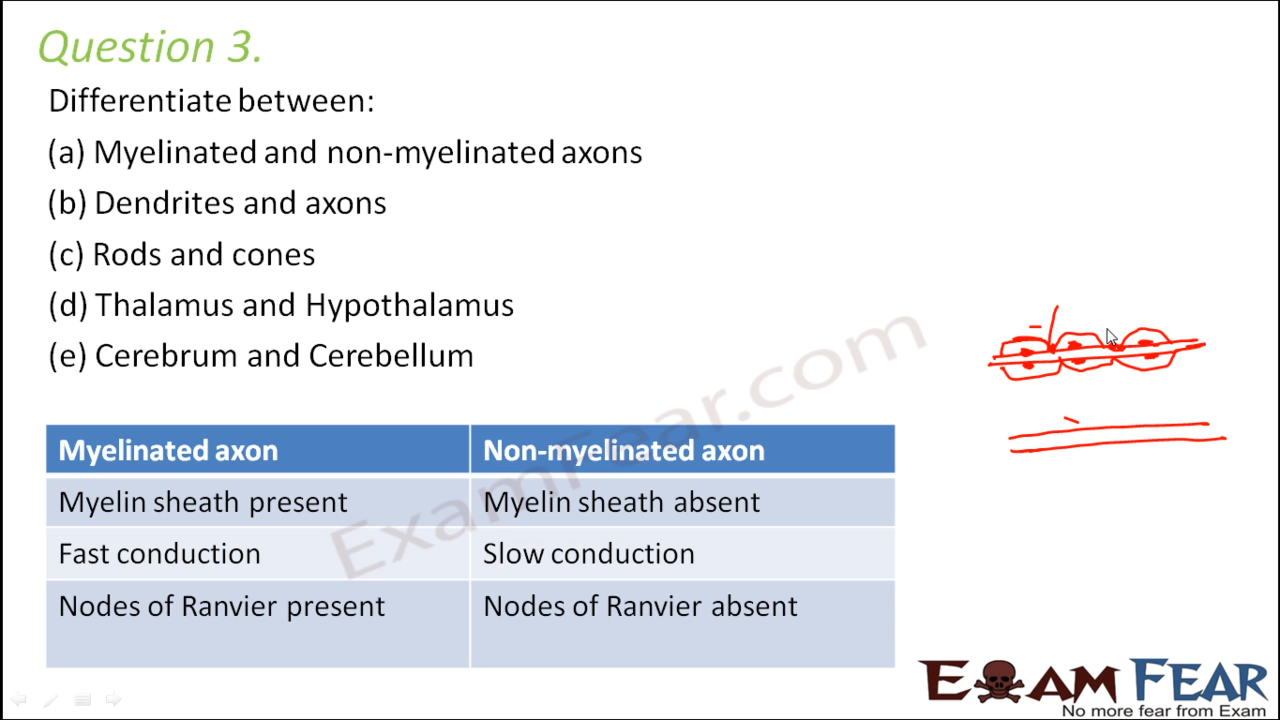 Question 3.
Differentiate between:
(a) Myelinated and non-myelinated axons
(b) Dendrites and axons
(c) Rods and cones
(d) Thalamus and Hypothalamus
(e) Cerebrum and Cerebellum
Myelinated axon Non-myelinated axon
Myelin sheath present Myelin sheath absent
Fast conduction Slow conduction
Nodes of Ranvier present Nodes of Ranvier absent
ExamFear.com
EXAM FEAR
No more fear from Exam